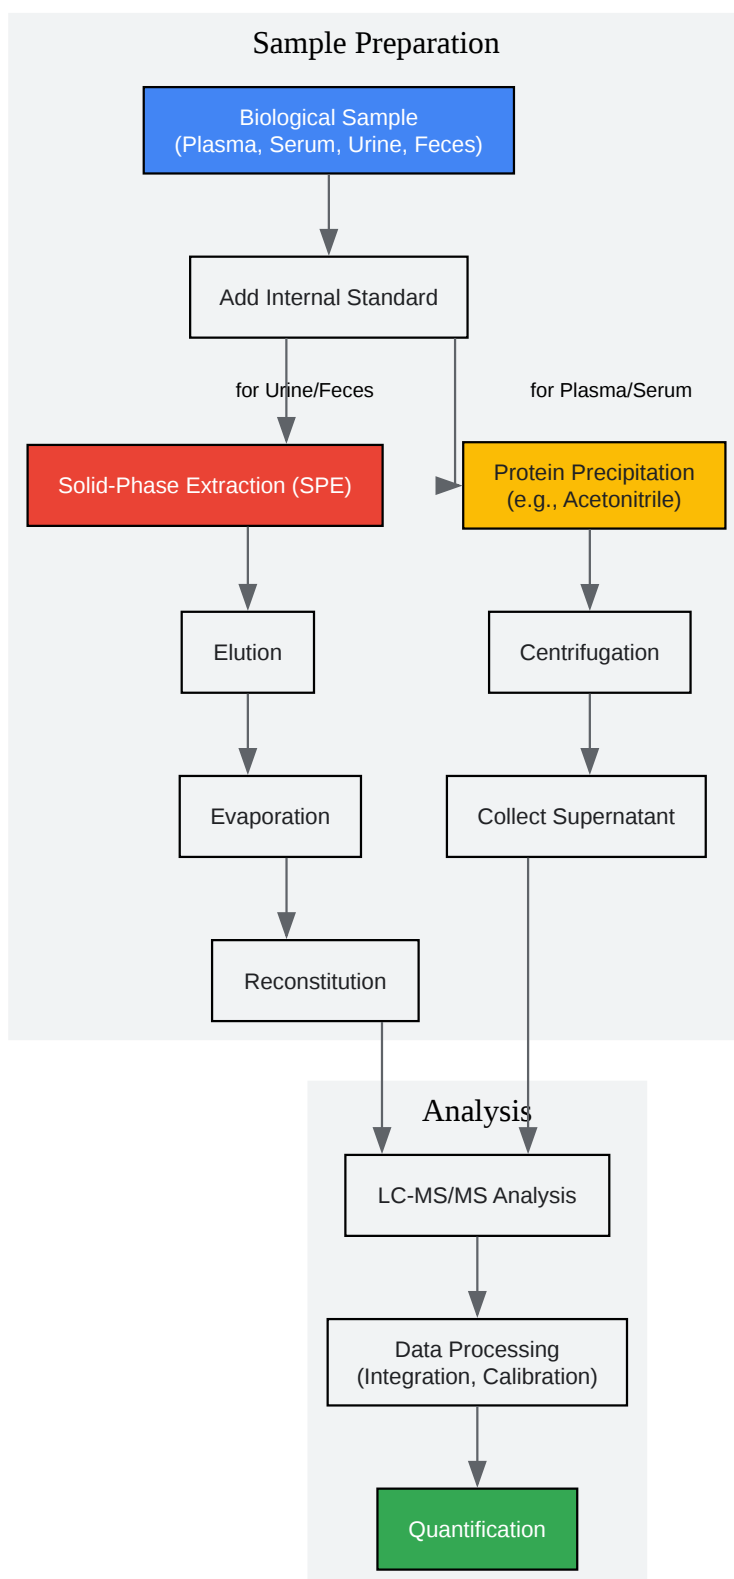 Sample Preparation
Biological Sample
(Plasma, Serum, Urine, Feces)
Add Internal Standard
for Urine/Feces
for Plasma/Serum
Solid-Phase Extraction (SPE)
Protein Precipitation
(e.g., Acetonitrile)
Elution
Centrifugation
Evaporation
Collect Supernatant
Reconstitution
Analysis
LC-MS/MS Analysis
Data Processing
(Integration, Calibration)
Quantification